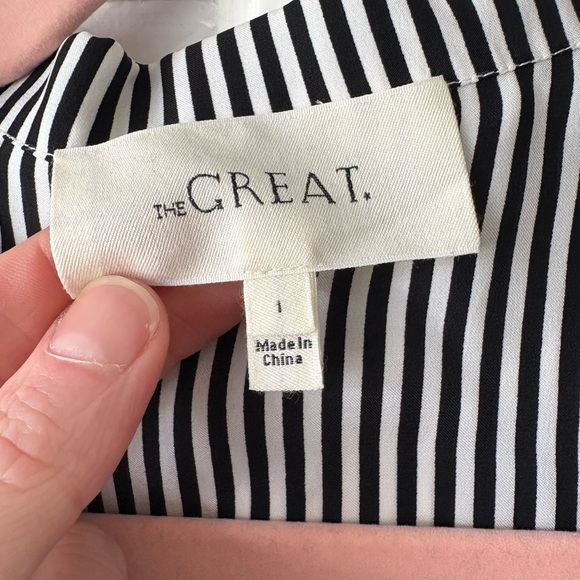 THE GREAT.
1
Made In
China